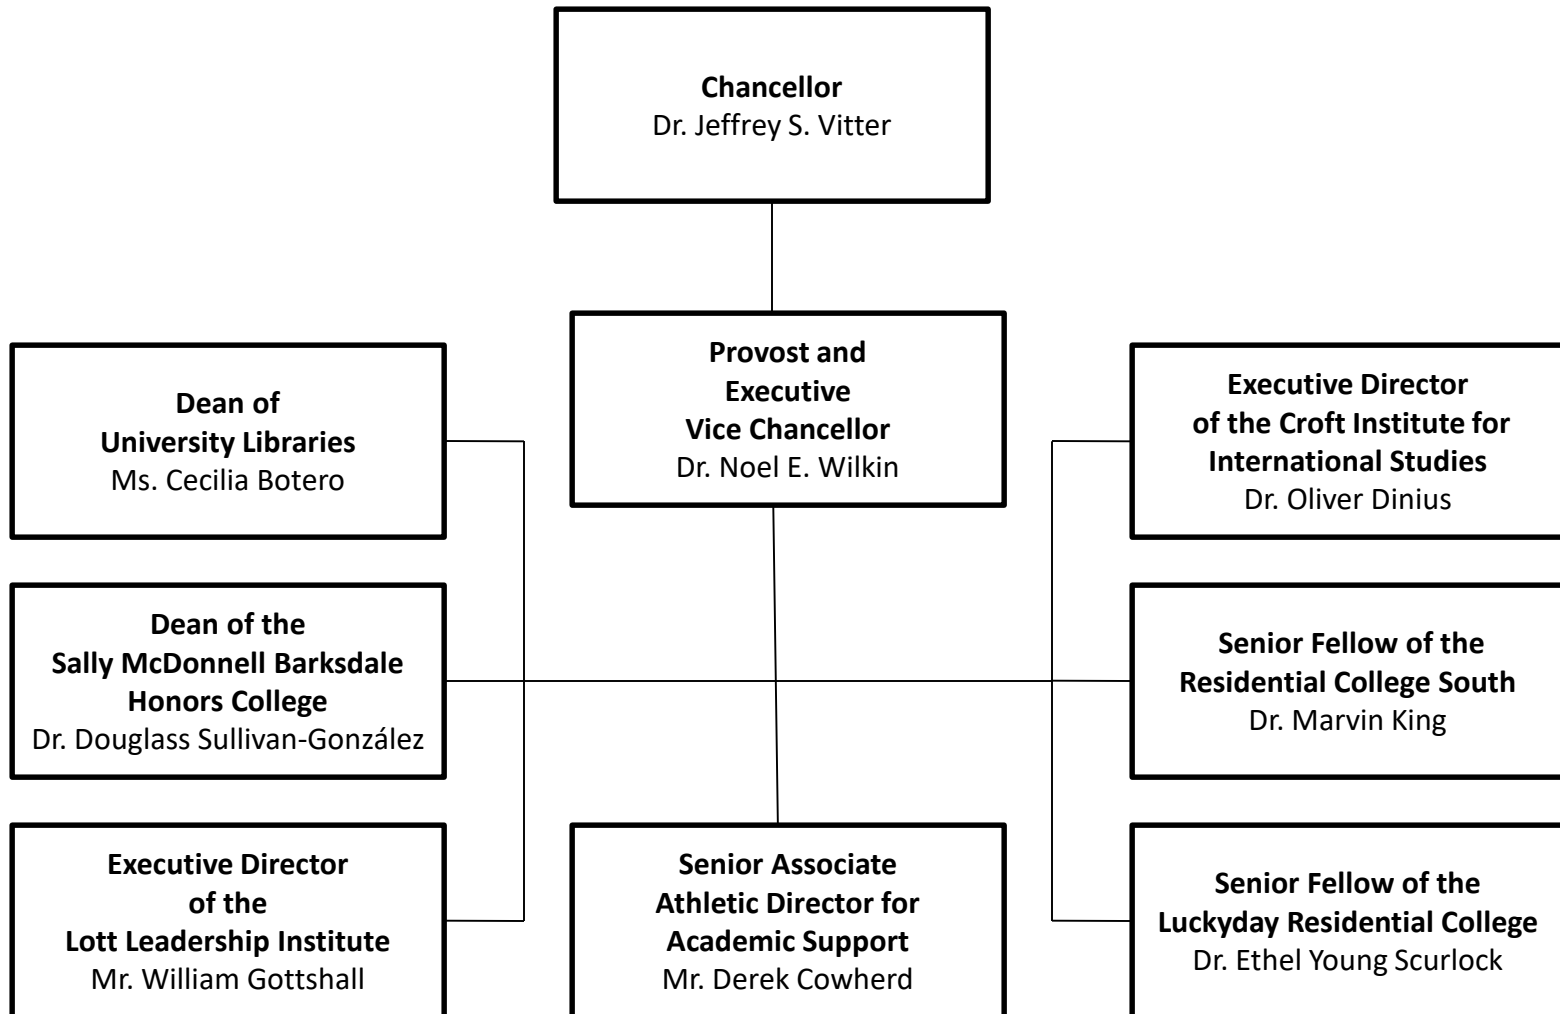 Chancellor
Dr. Jeffrey S. Vitter
Provost and
Executive
Vice Chancellor
Dr. Noel E. Wilkin
Dean of
University Libraries
Ms. Cecilia Botero
Executive Director
of the Croft Institute for
International Studies
Dr. Oliver Dinius
Dean of the
Sally McDonnell Barksdale
Honors College
Dr. Douglass Sullivan-González
Senior Fellow of the
Residential College South
Dr. Marvin King
Executive Director
of the
Lott Leadership Institute
Mr. William Gottshall
Senior Associate
Athletic Director for
Academic Support
Mr. Derek Cowherd
Senior Fellow of the
Luckyday Residential College
Dr. Ethel Young Scurlock